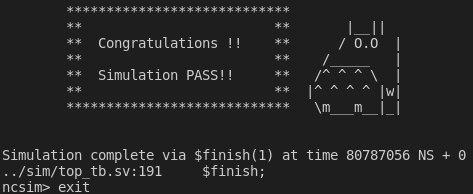 ****************************
**                        **       |__||
**  Congratulations !!    **      / O.O  |
**                        **    /_____   |
**  Simulation PASS!!     **   /^ ^ ^ \  |
**                        **  |^ ^ ^ ^ |w|
****************************   \m___m__|_|
Simulation complete via $finish(1) at time 80787056 NS + 0
../sim/top_tb.sv:191     $finish;
ncsim> exit